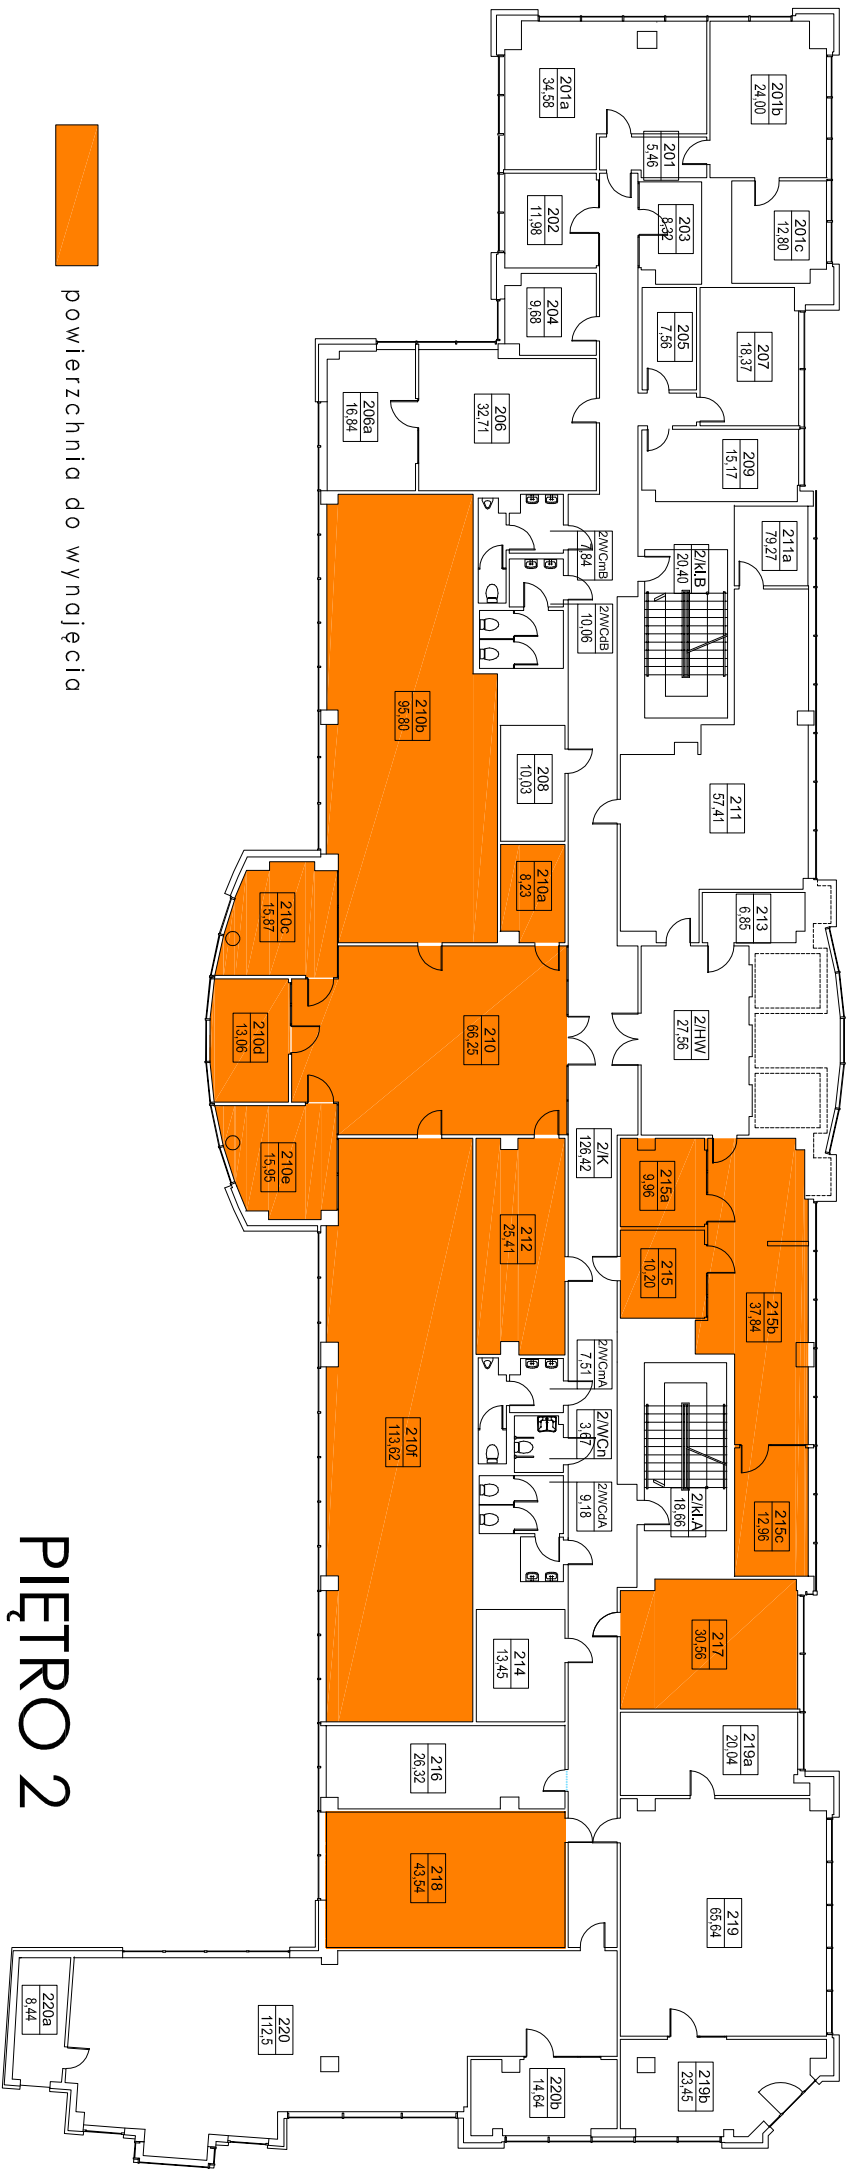 201a
34,58
201b
24,00
201
5,46
201c
12,80
202
11,98
203
8,32
204
9,68
205
7,56
207
18,37
206a
16,84
206
32,71
209
15,17
211a
79,27
2/WCmB
7,84
2/kl.B
20,40
2/WCdB
10,06
210b
95,80
208
10,03
211
57,41
210a
8,23
213
6,85
210c
15,87
210d
13,06
210
66,25
2/HW
27,56
210e
15,95
2/K
126,42
215a
9,96
212
25,41
215
10,20
215b
37,84
2/WCmA
7,51
2/WCn
3,67
210f
113,62
2/WCdA
9,18
2/kl.A
18,66
215c
12,96
214
13,45
217
30,56
216
26,32
219a
20,04
218
43,54
219
65,64
220a
8,44
220
112,5
220b
14,64
219b
23,45
powierzchnia do wynajęcia
PIĘTRO 2